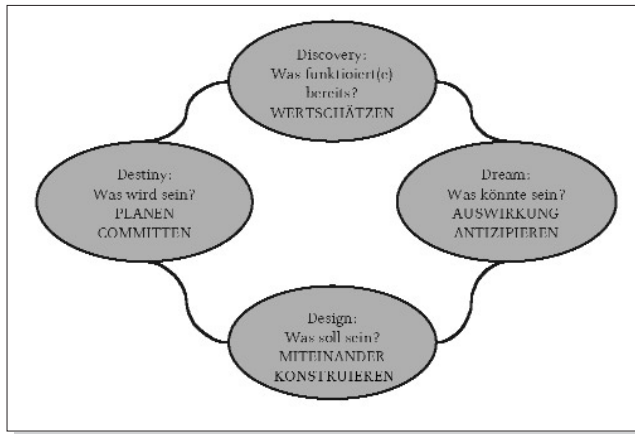 Discovery:
Was funktioiert(e)
bereits?
WERTSCHÄTZEN
Destiny:
Was wird sein?
PLANEN
COMMITTEN
Dream:
Was könnte sein?
AUSWIRKUNG
ANTIZIPIEREN
Design:
Was soll sein?
MITEINANDER
KONSTRUIEREN